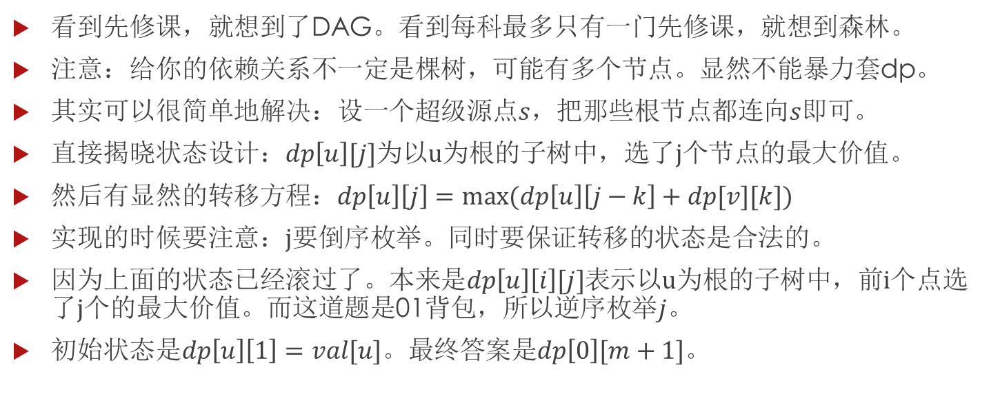 看到先修课，就想到了DAG。看到每科最多只有一门先修课，就想到森林。
注意：给你的依赖关系不一定是棵树，可能有多个节点。显然不能暴力套dp。
其实可以很简单地解决：设一个超级源点s，把那些根节点都连向s即可。
直接揭晓状态设计：dp[u][j]为以u为根的子树中，选了j个节点的最大价值。
然后有显然的转移方程：dp[u][j] = max(dp[u][j − k] + dp[v][k])
实现的时候要注意：j要倒序枚举。同时要保证转移的状态是合法的。
因为上面的状态已经滚过了。本来是dp[u][i][j]表示以u为根的子树中，前i个点选
了j个的最大价值。而这道题是01背包，所以逆序枚举j。
初始状态是dp[u][1] = val[u]。最终答案是dp[0][m + 1]。